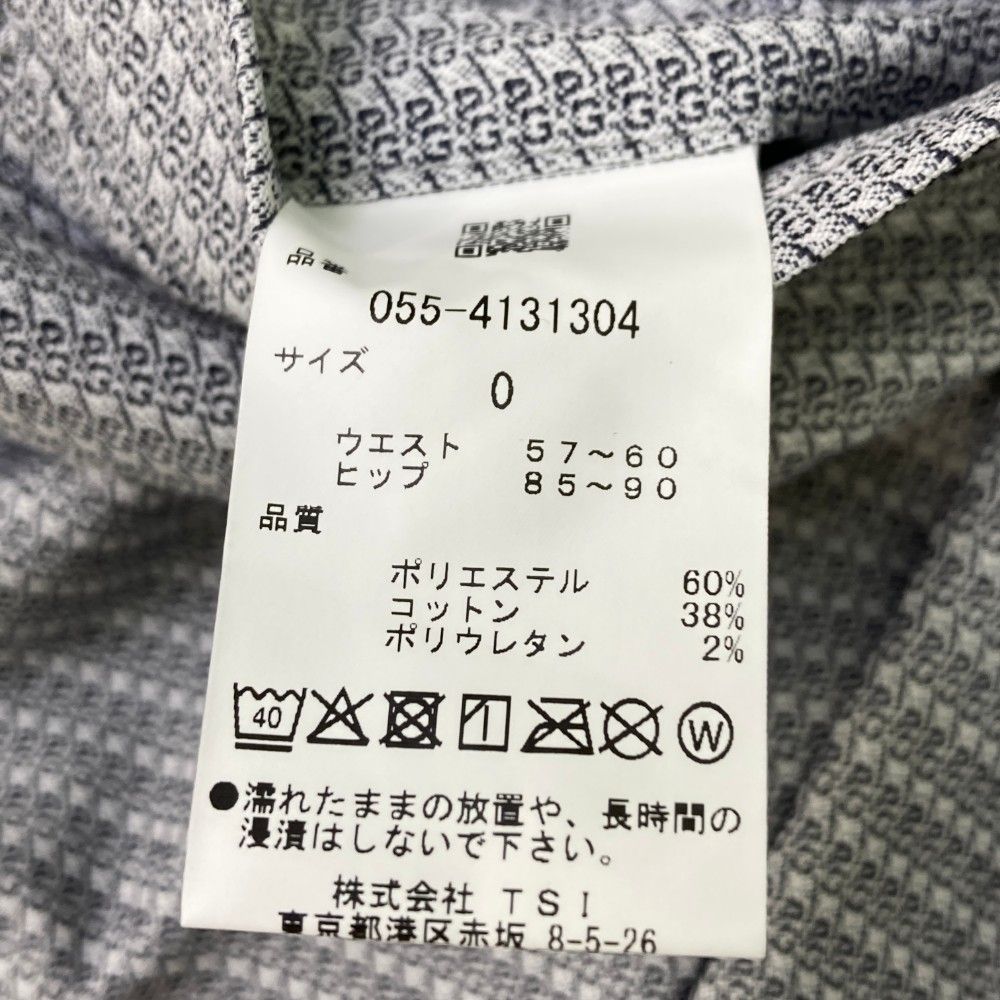 品番
055-4131304
サイズ
0
ウエスト 57～60
ヒップ 85～90
品質
ポリエステル 60%
コットン 38%
ポリウレタン 2%
40
W
●濡れたままの放置や、長時間の
浸漬はしないで下さい。
株式会社 TSI
東京都港区赤坂 8-5-26